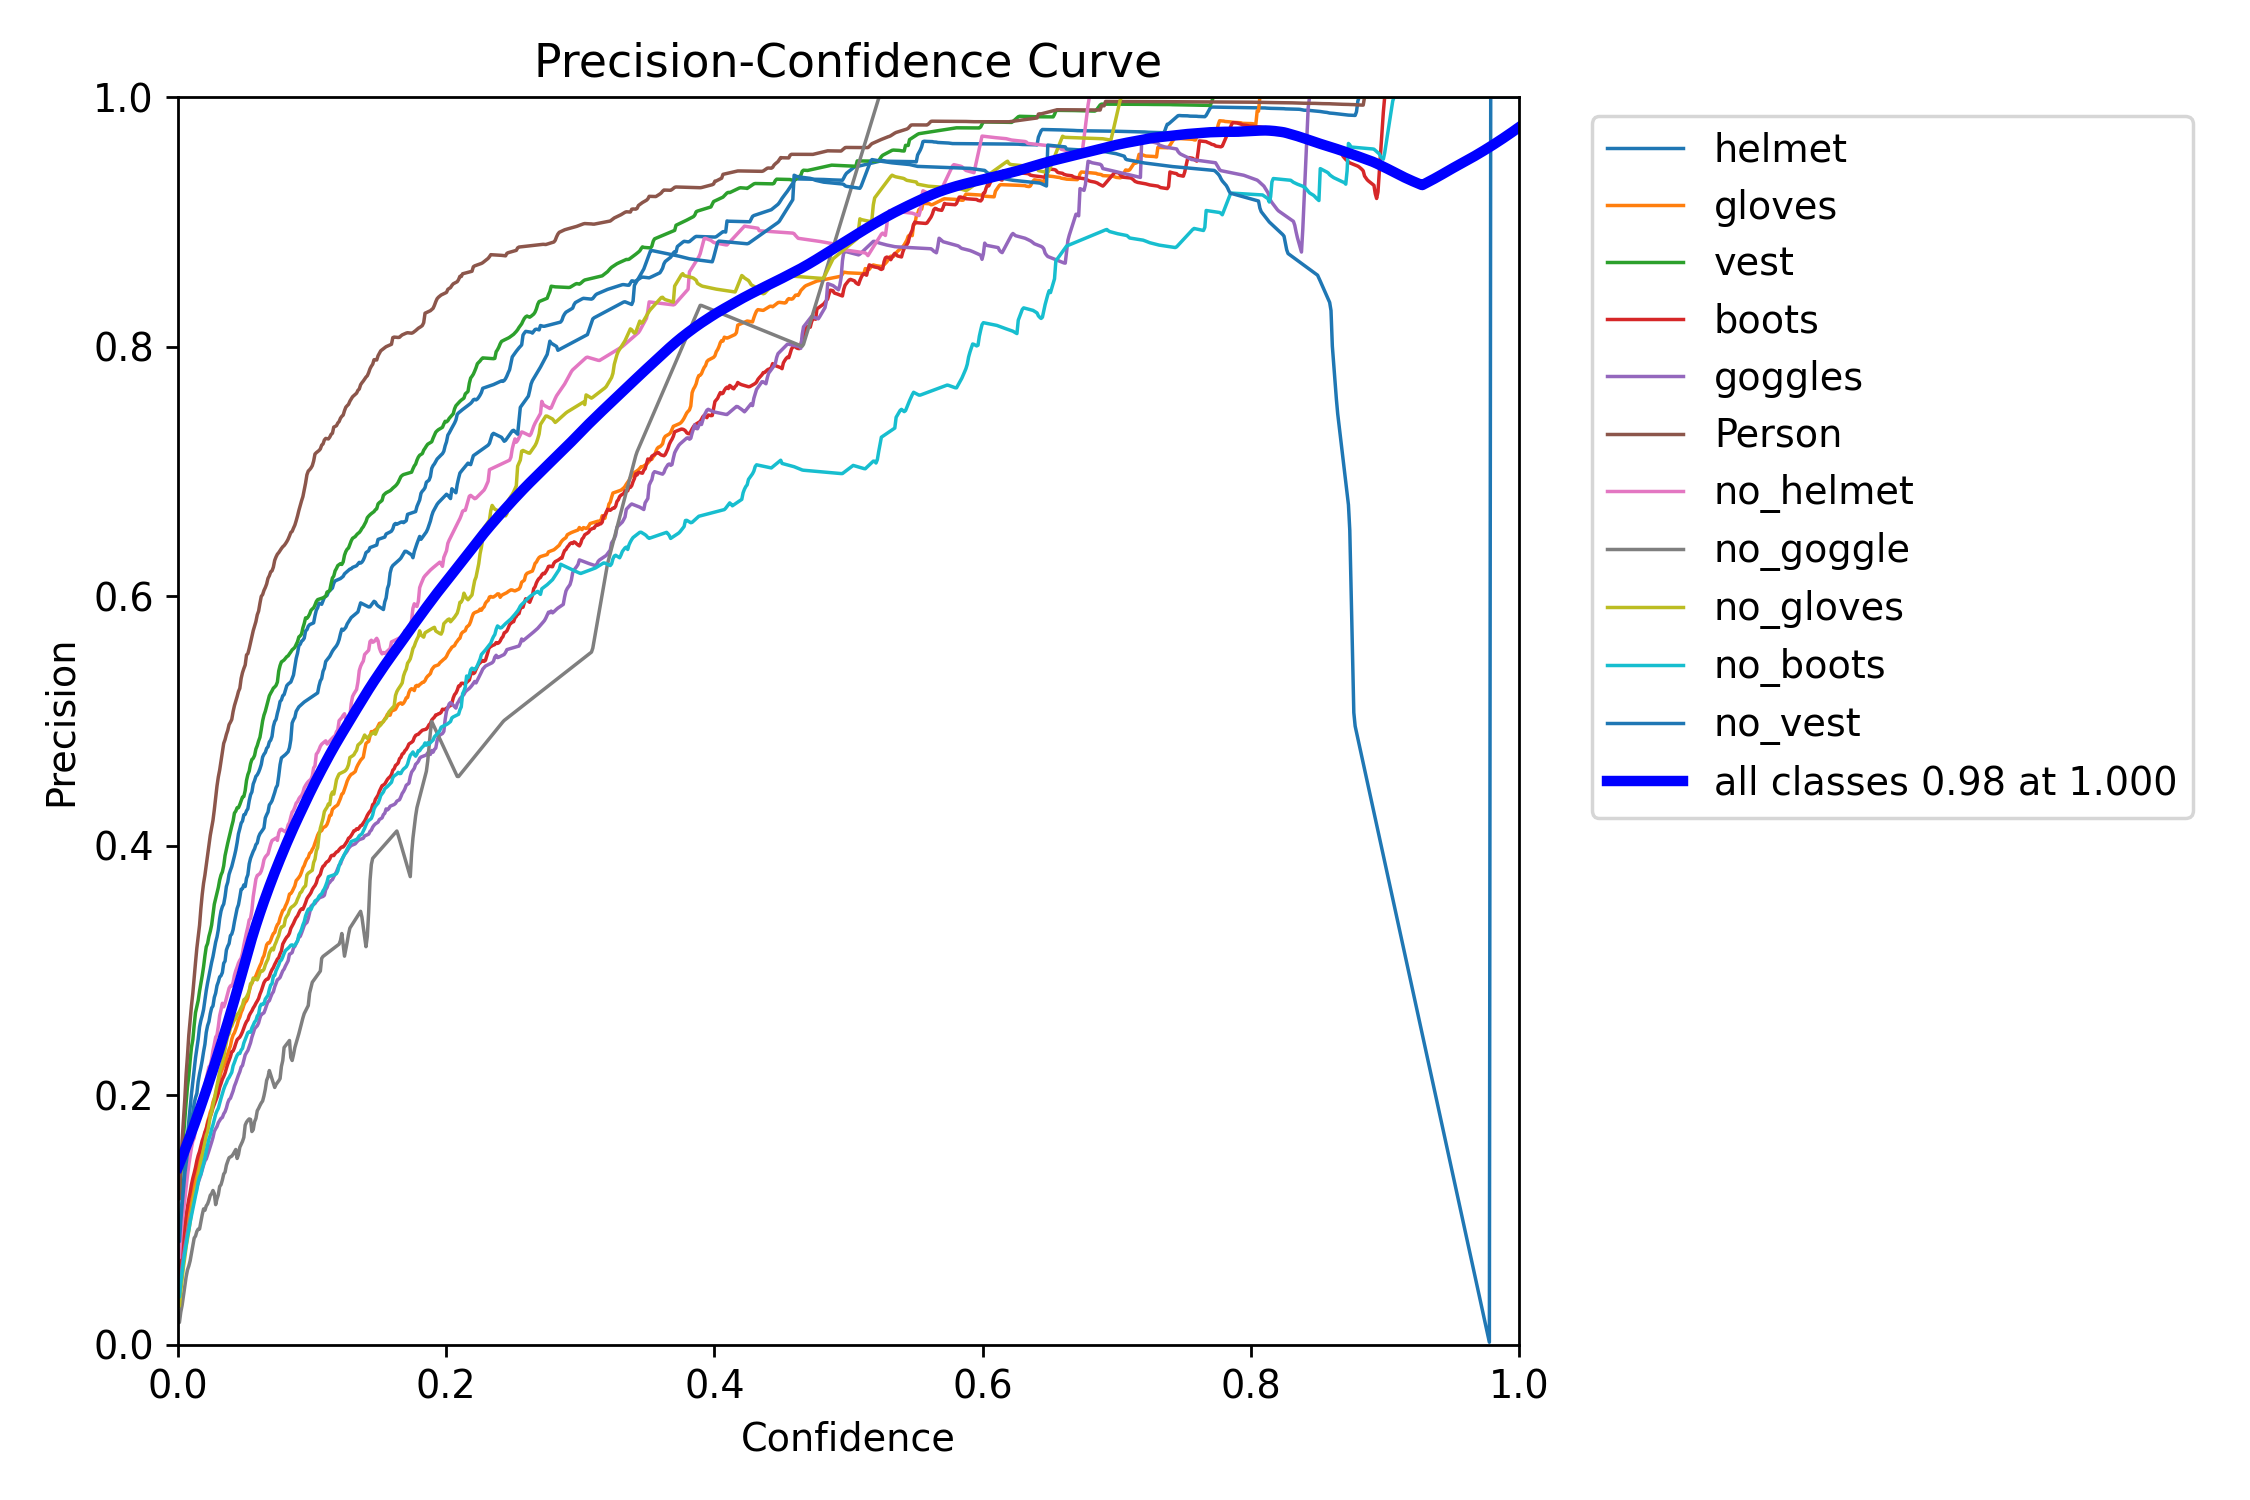 Precision-Confidence Curve
1.0
0.8
0.6
0.4
0.2
0.0
Precision
0.0 0.2 0.4 0.6 0.8 1.0
Confidence
helmet
gloves
vest
boots
goggles
Person
no_helmet
no_goggle
no_gloves
no_boots
no_vest
all classes 0.98 at 1.000